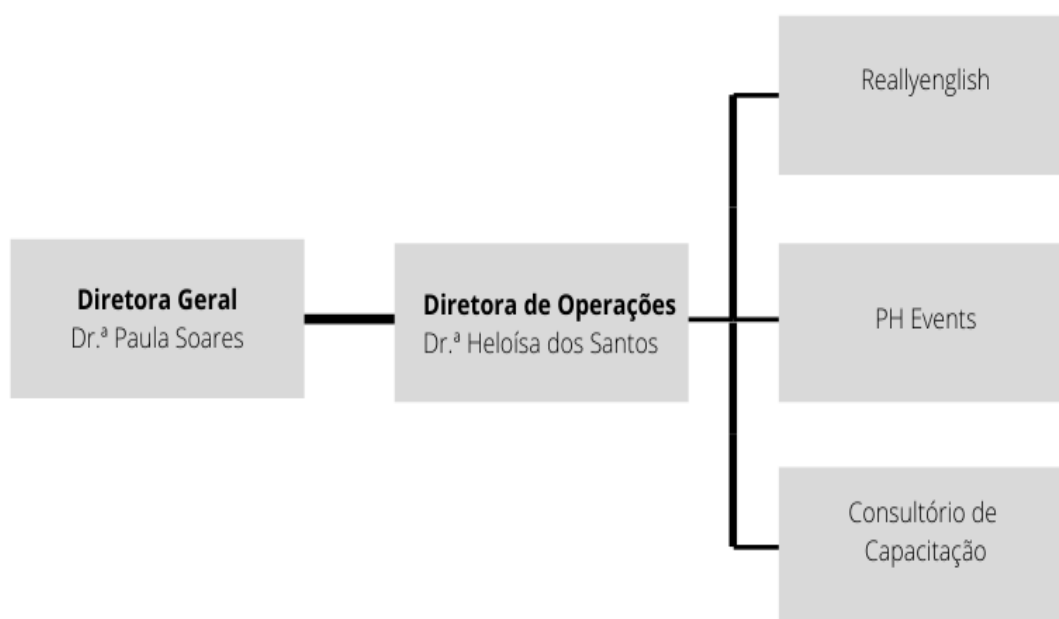 Diretora Geral
Dr.ª Paula Soares
Diretora de Operações
Dr.ª Heloísa dos Santos
Reallyenglish
PH Events
Consultório de
Capacitação